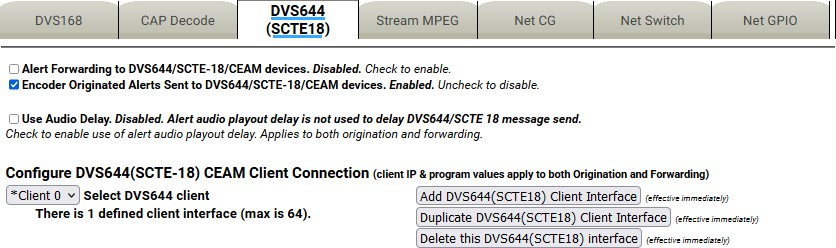 DVS168
CAP Decode
DVS644
(SCTE18)
Stream MPEG
Net CG
Net Switch
Net GPIO
Alert Forwarding to DVS644/SCTE-18/CEAM devices. Disabled. Check to enable.
Encoder Originated Alerts Sent to DVS644/SCTE-18/CEAM devices. Enabled. Uncheck to disable.
Use Audio Delay. Disabled. Alert audio playout delay is not used to delay DVS644/SCTE 18 message send.
Check to enable use of alert audio playout delay. Applies to both origination and forwarding.
Configure DVS644(SCTE-18) CEAM Client Connection (client IP & program values apply to both Origination and Forwarding)
*Client 0 Select DVS644 client
There is 1 defined client interface (max is 64).
Add DVS644(SCTE18) Client Interface (effective immediately)
Duplicate DVS644(SCTE18) Client Interface (effective immediately)
Delete this DVS644(SCTE18) interface (effective immediately)